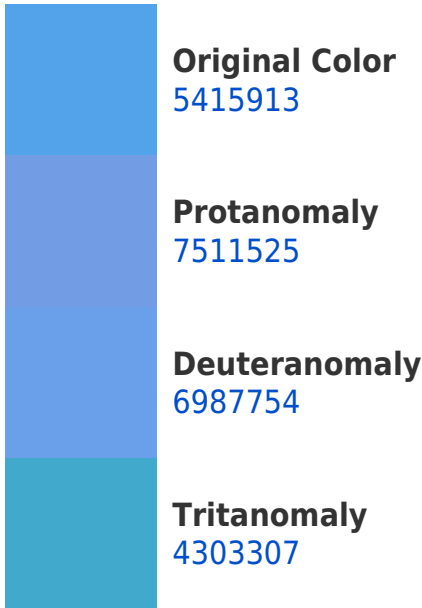 Original Color
5415913
Protanomaly
7511525
Deuteranomaly
6987754
Tritanomaly
4303307